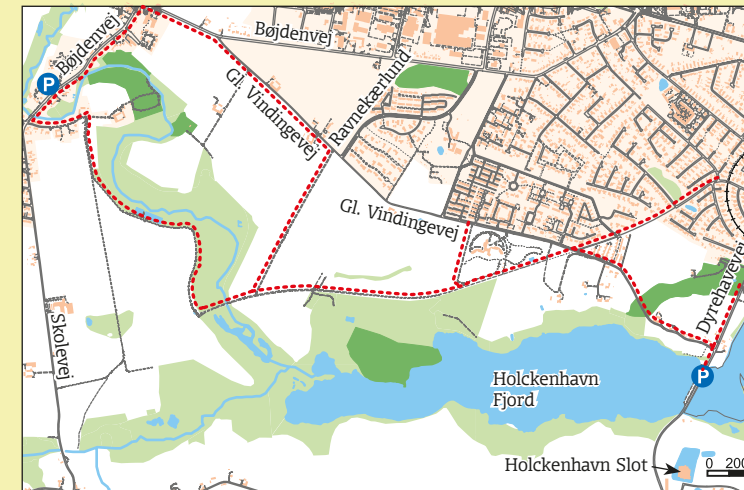 Bøjdenvej
Bøjdenvej
P
Gl. Vindingevej
Ravnekærlund
Gl. Vindingevej
Skolevej
Dyrehavevej
P
Holckenhavn
Fjord
Holckenhavn Slot
0 200